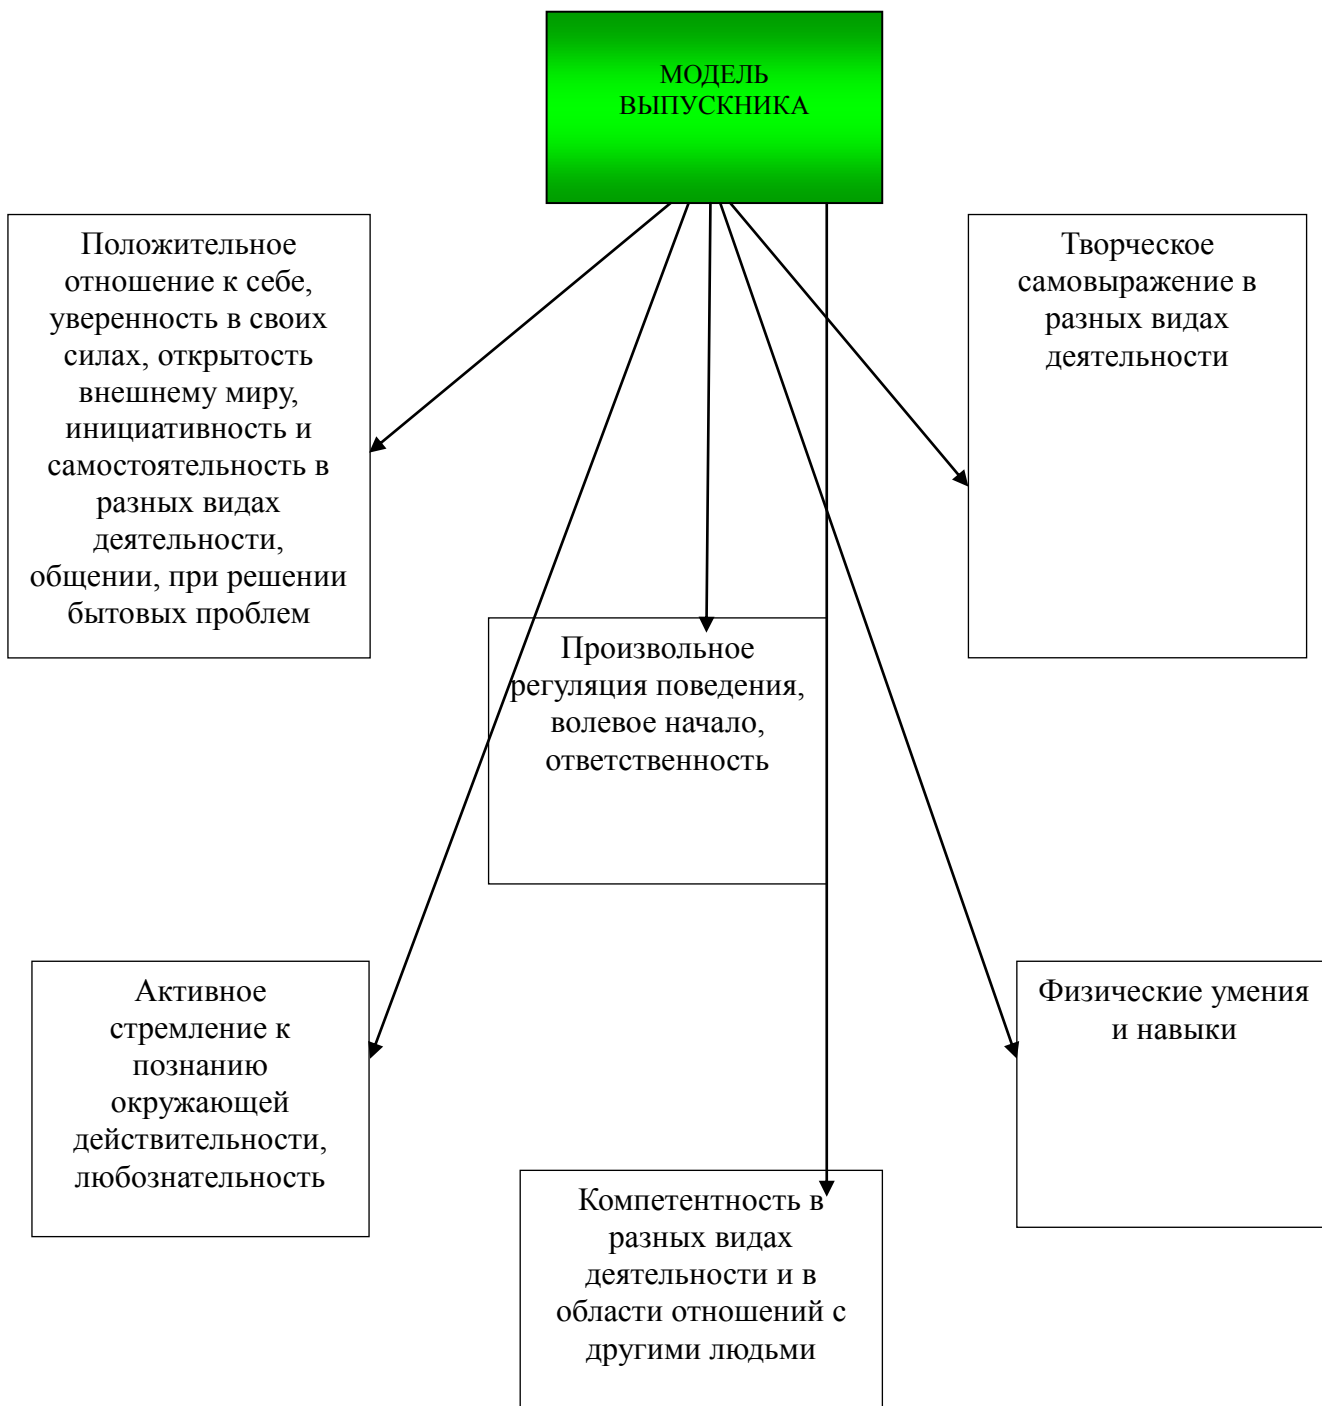 МОДЕЛЬ
ВЫПУСКНИКА
Положительное
отношение к себе,
уверенность в своих
силах, открытость
внешнему миру,
инициативность и
самостоятельность в
разных видах
деятельности,
общении, при решении
бытовых проблем
Творческое
самовыражение в
разных видах
деятельности
Произвольное
регуляция поведения,
волевое начало,
ответственность
Активное
стремление к
познанию
окружающей
действительности,
любознательность
Физические умения
и навыки
Компетентность в
разных видах
деятельности и в
области отношений с
другими людьми